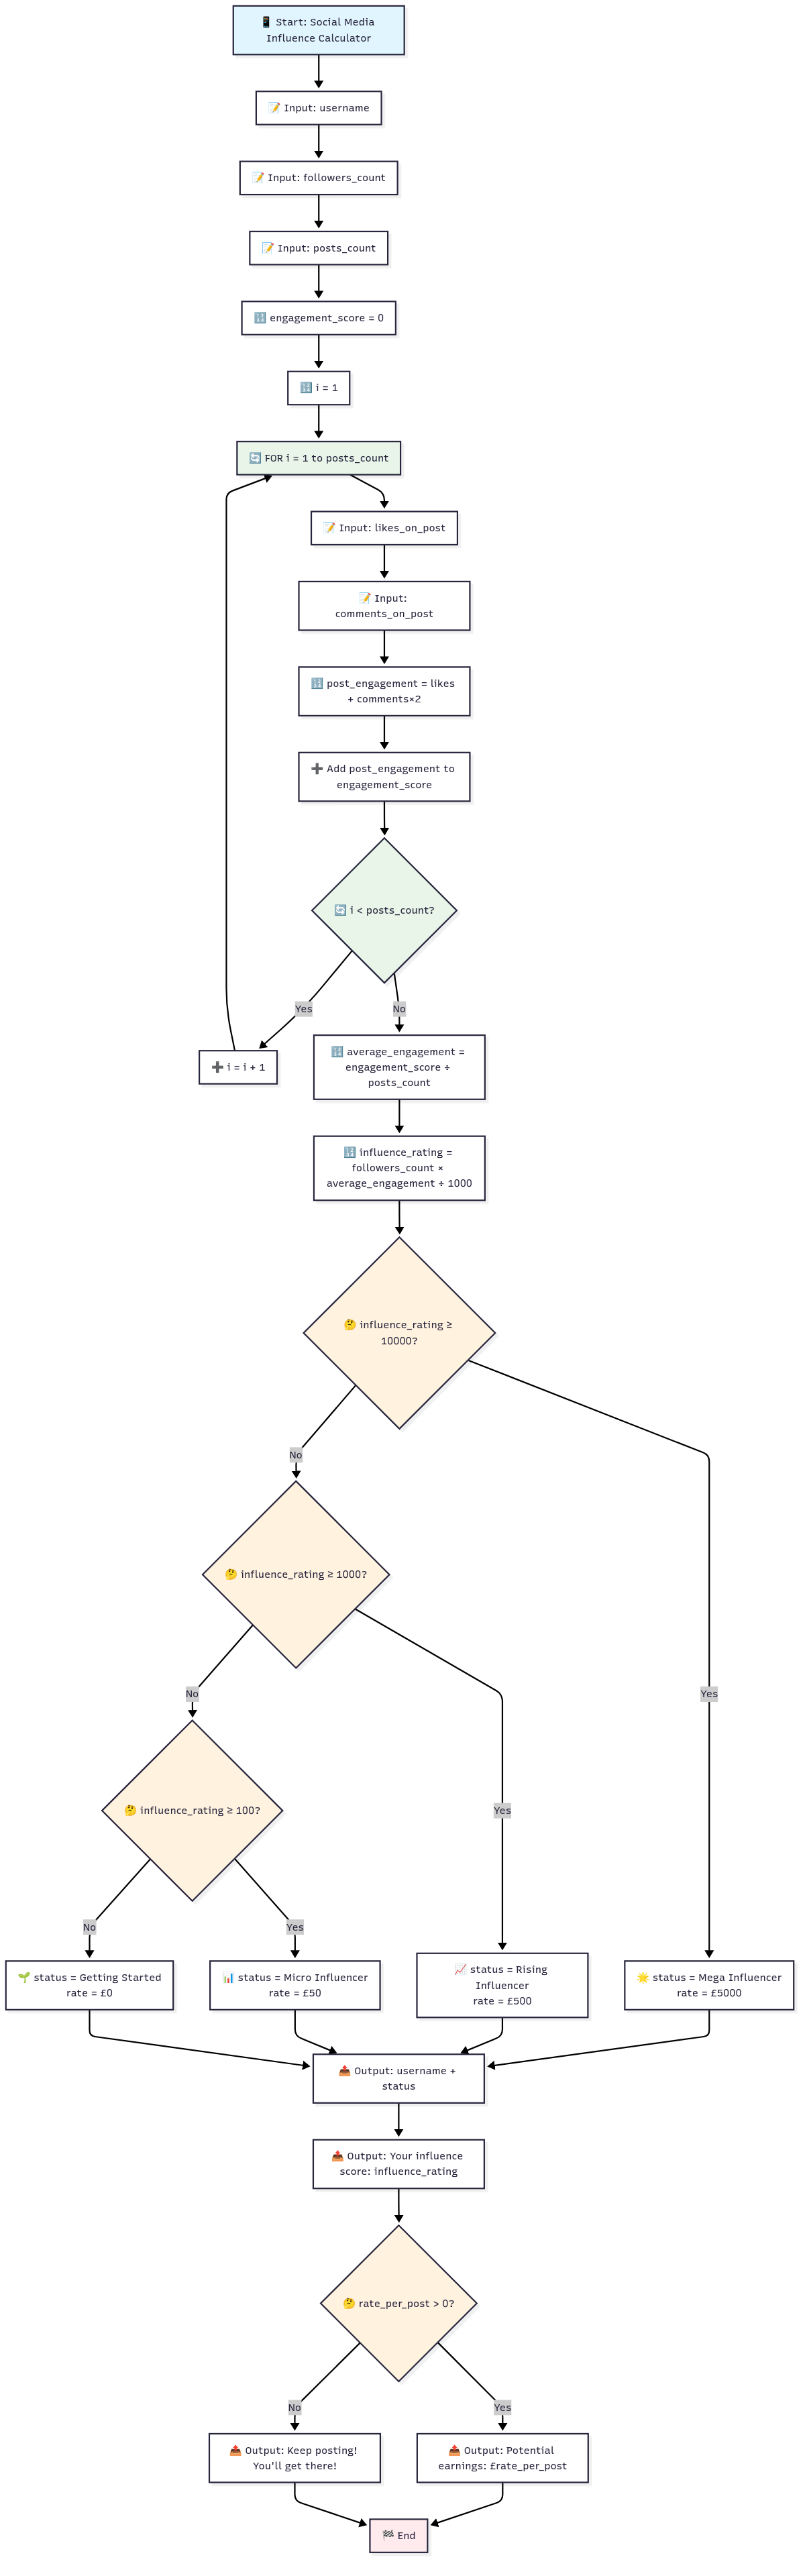 📱 Start: Social Media
Influence Calculator
📝 Input: username
📝 Input: followers_count
📝 Input: posts_count
🔢 engagement_score = 0
🔢 i = 1
🔄 FOR i = 1 to posts_count
📝 Input: likes_on_post
📝 Input:
comments_on_post
🔢 post_engagement = likes
+ comments×2
➕ Add post_engagement to
engagement_score
🔄 i < posts_count?
Yes
No
➕ i = i + 1
🔢 average_engagement =
engagement_score ÷
posts_count
🔢 influence_rating =
followers_count ×
average_engagement ÷ 1000
🤔 influence_rating ≥
10000?
No
🤔 influence_rating ≥ 1000?
No
Yes
🤔 influence_rating ≥ 100?
Yes
No
Yes
🌱 status = Getting Started
rate = £0
📊 status = Micro Influencer
rate = £50
📈 status = Rising
Influencer
rate = £500
🌟 status = Mega Influencer
rate = £5000
📤 Output: username +
status
📤 Output: Your influence
score: influence_rating
🤔 rate_per_post > 0?
No
Yes
📤 Output: Keep posting!
You'll get there!
📤 Output: Potential
earnings: £rate_per_post
🏁 End